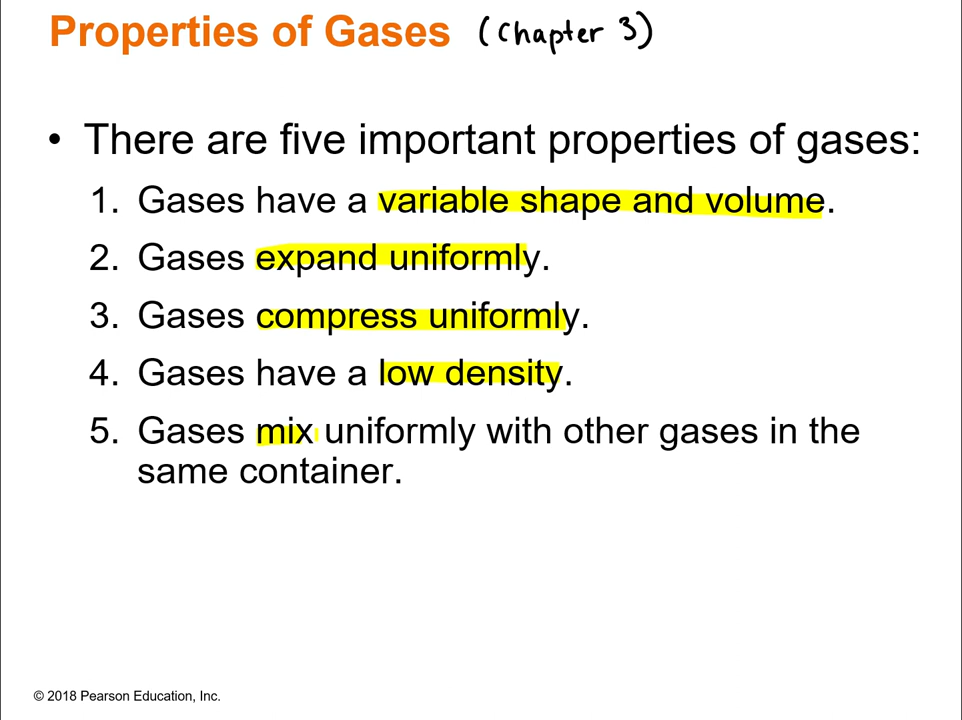 Properties of Gases (Chapter 3)
• There are five important properties of gases:
1. Gases have a variable shape and volume.
2. Gases expand uniformly.
3. Gases compress uniformly.
4. Gases have a low density.
5. Gases mix uniformly with other gases in the
same container.
© 2018 Pearson Education, Inc.